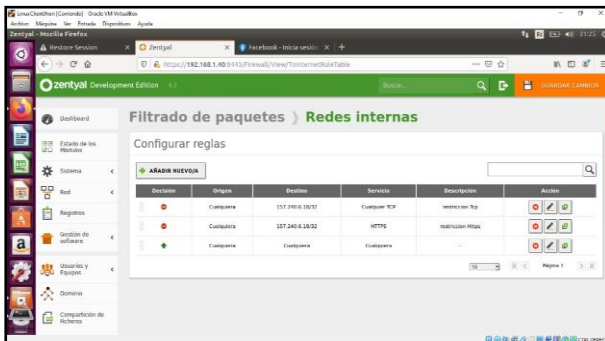 LinuxClientJhon [Corriendo] - Oracle VM VirtualBox
Archivo Máquina Ver Entrada Dispositivos Ayuda
Zentyal - Mozilla Firefox
21:25
Restore Session
Zentyal
Facebook - Inicia sesión
https://192.168.1.40:8443/Firewall/View/ToInternetRuleTable
zentyal Development Edition
Buscar...
GUARDAR CAMBIOS
Dashboard
Filtrado de paquetes
Redes internas
Estado de los
Módulos
Configurar reglas
Sistema
AÑADIR NUEVO/A
Red
Decisión Origen Destino Servicio Descripción Acción
Registros
Cualquiera 157.240.6.18/32 Cualquier TCP restriccion Tcp
Gestión de
software
Cualquiera 157.240.6.18/32 HTTPS restriccion Https
Cualquiera Cualquiera Cualquiera --
Usuarios y
Equipos
10
Página 1
Dominio
Compartición de
Ficheros